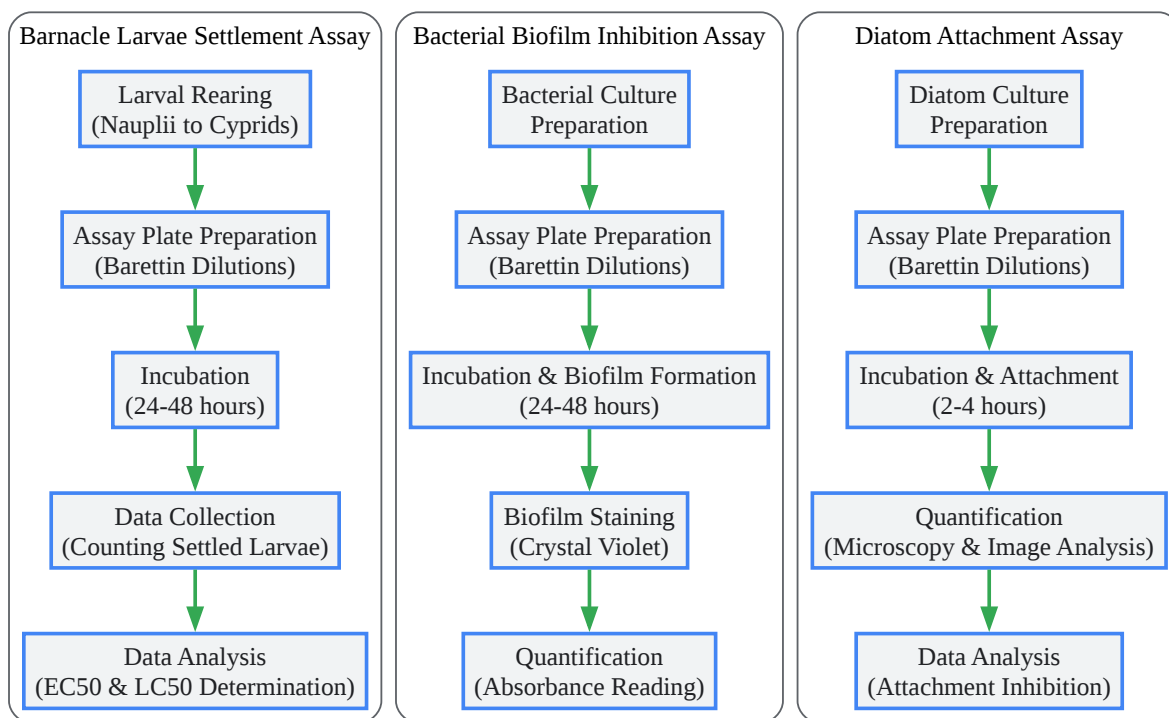 Barnacle Larvae Settlement Assay
Larval Rearing
(Nauplii to Cyprids)
Assay Plate Preparation
(Barettin Dilutions)
Incubation
(24-48 hours)
Data Collection
(Counting Settled Larvae)
Data Analysis
(EC50 & LC50 Determination)
Bacterial Biofilm Inhibition Assay
Bacterial Culture
Preparation
Assay Plate Preparation
(Barettin Dilutions)
Incubation & Biofilm Formation
(24-48 hours)
Biofilm Staining
(Crystal Violet)
Quantification
(Absorbance Reading)
Diatom Attachment Assay
Diatom Culture
Preparation
Assay Plate Preparation
(Barettin Dilutions)
Incubation & Attachment
(2-4 hours)
Quantification
(Microscopy & Image Analysis)
Data Analysis
(Attachment Inhibition)